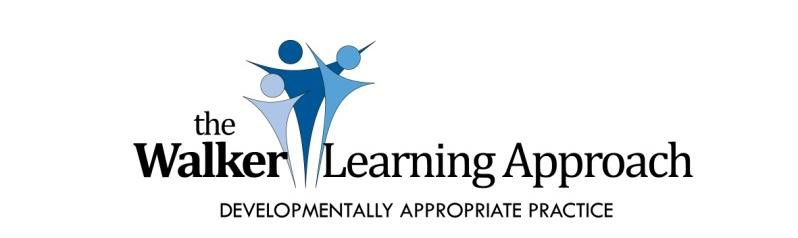 the
Walker Learning Approach
DEVELOPMENTALLY APPROPRIATE PRACTICE